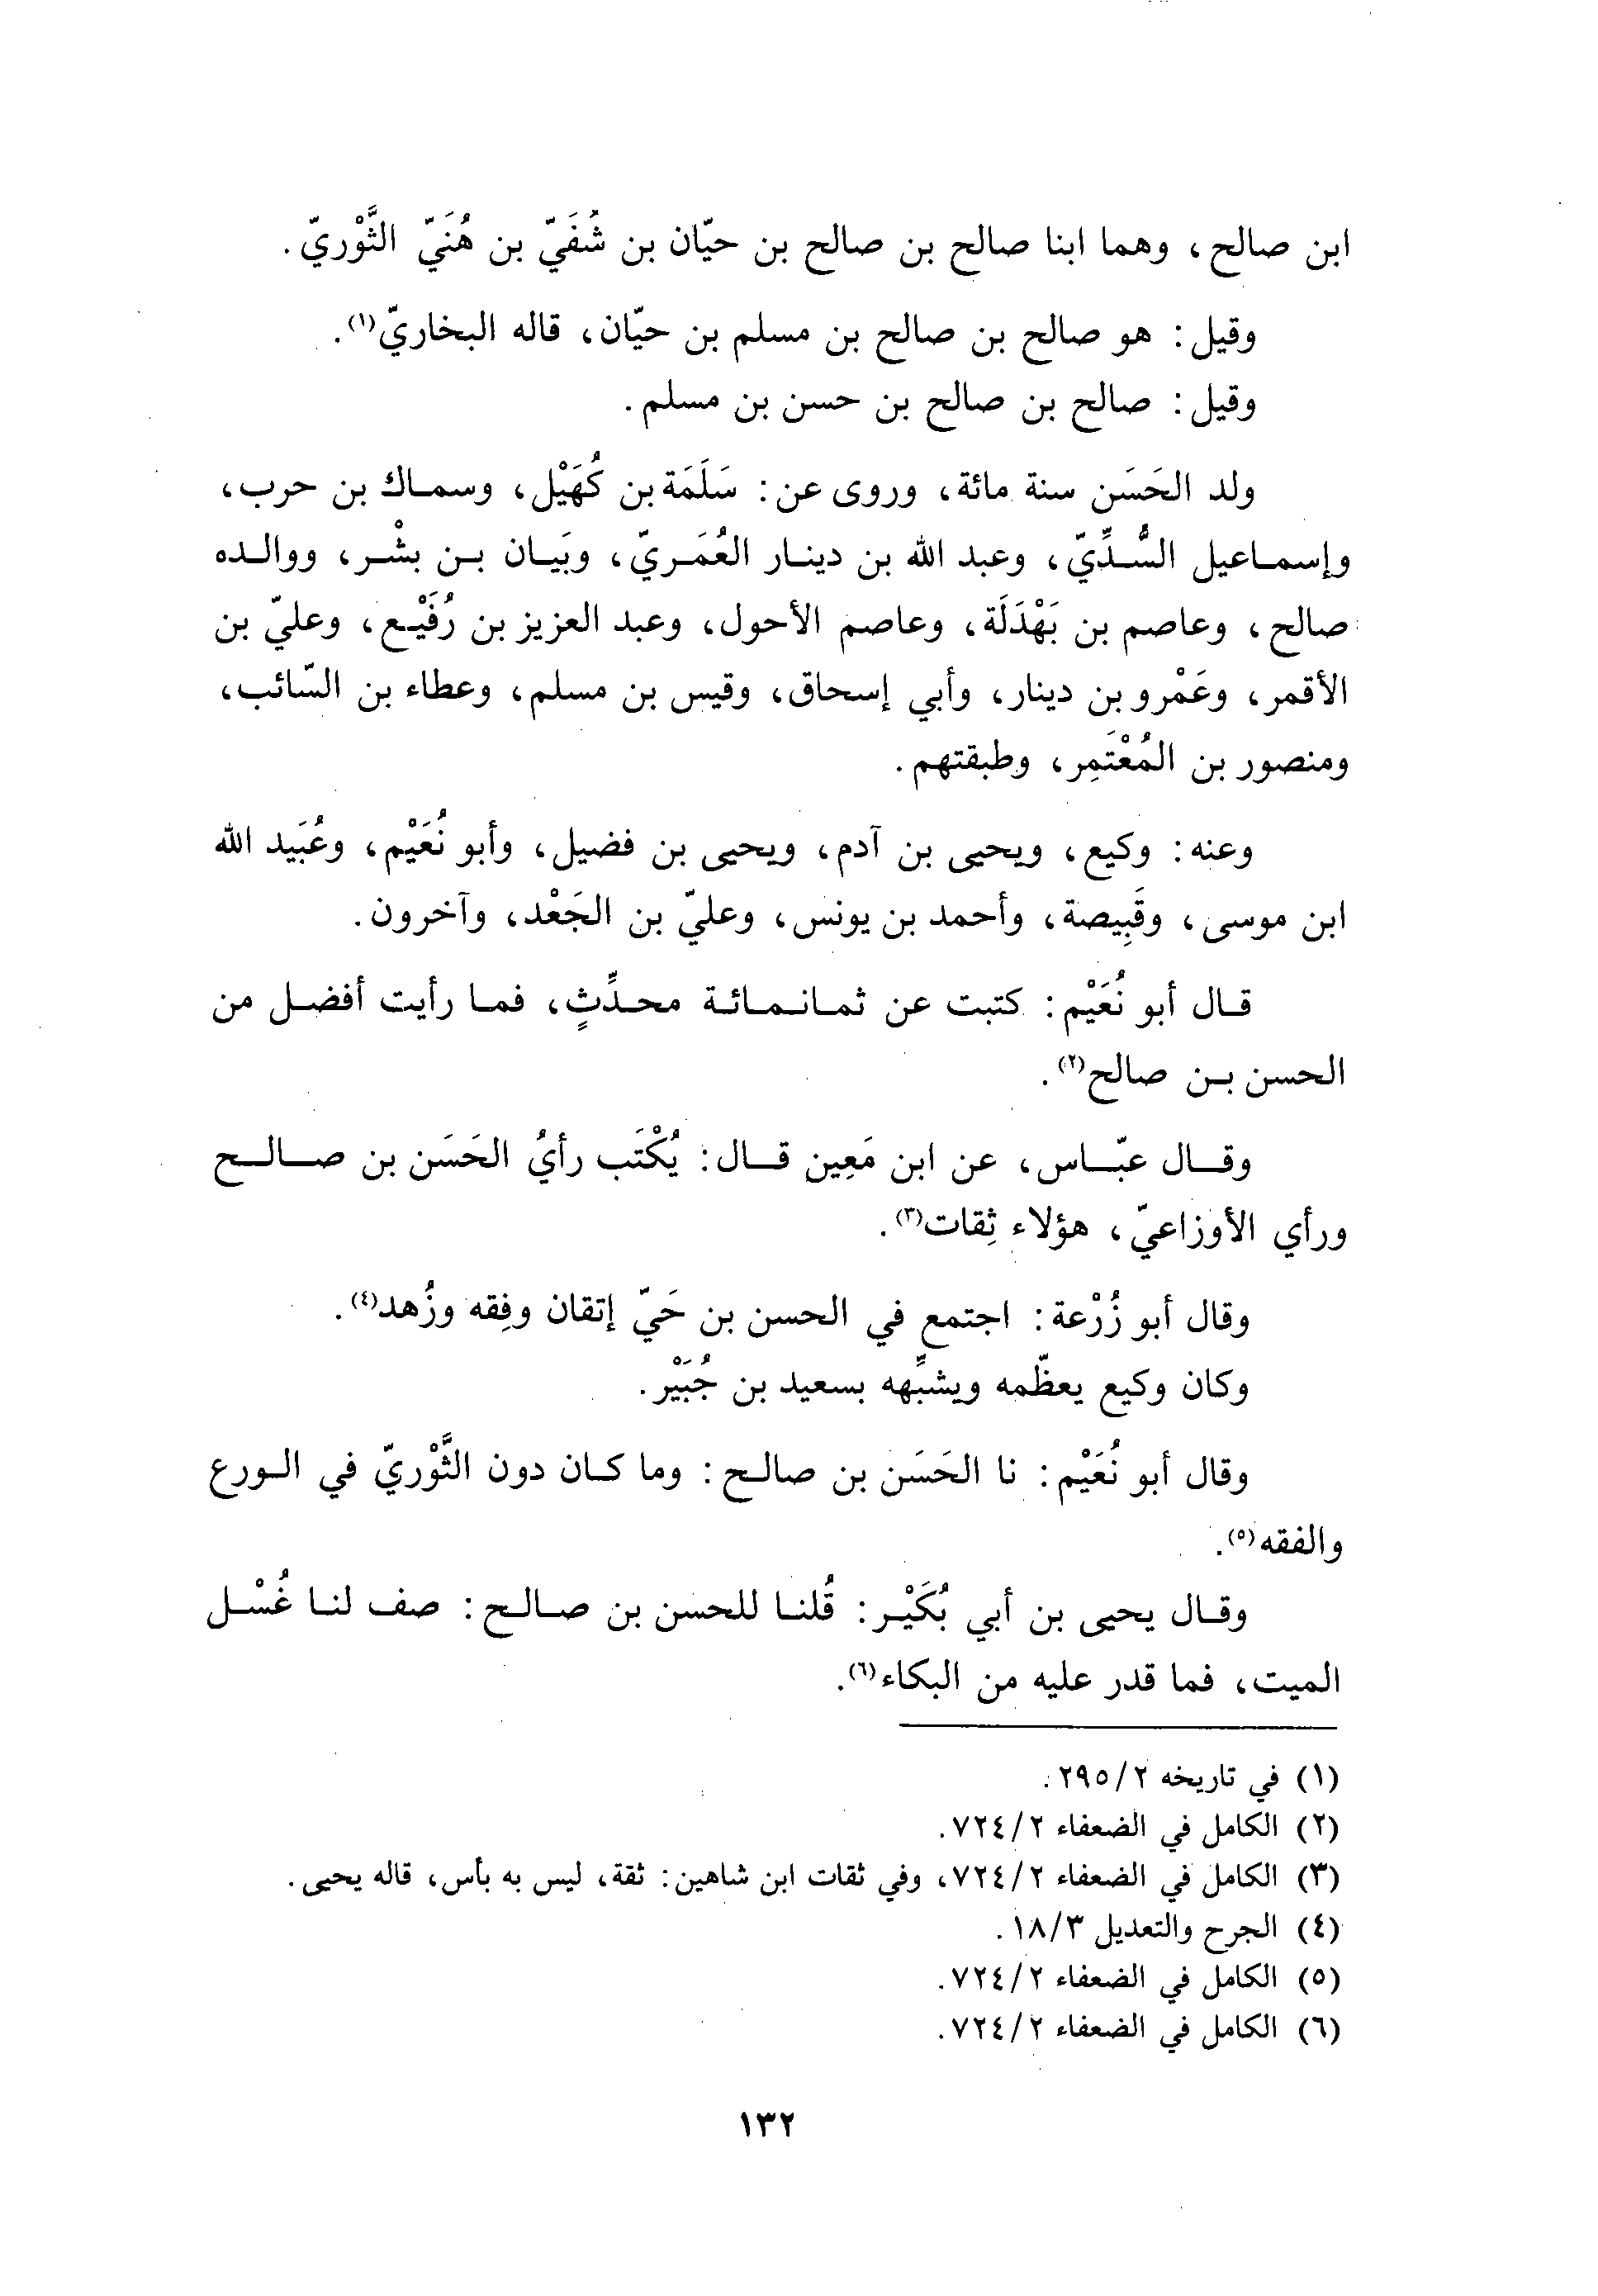 ابن صالح، وهما ابنا صالح بن صالح بن حيّان بن شُفَيّ بن هُنَيّ الثَّوْريّ.
وقيل: هو صالح بن صالح بن مسلم بن حيّان، قاله البخاريّ(١).
وقيل: صالح بن صالح بن حسن بن مسلم.
ولد الحَسَن سنة مائة، وروى عن: سَلَمَة بن كُهَيْل، وسماك بن حرب،
وإسماعيل السُّدِّيّ، وعبد الله بن دينار العُمَريّ، وبَيان بن بشْر، ووالده
صالح، وعاصم بن بَهْدَلَة، وعاصم الأحول، وعبد العزيز بن رُفَيْع، وعليّ بن
الأقمر، وعَمْرو بن دينار، وأبي إسحاق، وقيس بن مسلم، وعطاء بن السّائب،
ومنصور بن المُعْتَمِر، وطبقتهم.
وعنه: وكيع، ويحيى بن آدم، ويحيى بن فضيل، وأبو نُعَيْم، وعُبَيد الله
ابن موسى، وقَبِيصة، وأحمد بن يونس، وعليّ بن الجَعْد، وآخرون.
قال أبو نُعَيْم: كتبت عن ثمانمائة محدِّثٍ، فما رأيت أفضل من
الحسن بن صالح(٢).
وقال عبّاس، عن ابن مَعِين قال: يُكْتَب رأيُ الحَسَن بن صالح
ورأي الأوزاعيّ، هؤلاء ثِقات(٣).
وقال أبو زُرْعة: اجتمع في الحسن بن حَيّ إتقان وفِقه وزُهد(٤).
وكان وكيع يعظّمه ويشبِّهه بسعيد بن جُبَيْر.
وقال أبو نُعَيْم: نا الحَسَن بن صالح: وما كان دون الثَّوْريّ في الورع
والفقه(٥).
وقال يحيى بن أبي بُكَيْر: قُلنا للحسن بن صالح: صف لنا غُسْل
الميت، فما قدر عليه من البكاء(٦).
(١) في تاريخه ٢/ ٢٩٥.
(٢) الكامل في الضعفاء ٢/ ٧٢٤.
(٣) الكامل في الضعفاء ٢/ ٧٢٤، وفي ثقات ابن شاهين: ثقة، ليس به بأس، قاله يحيى.
(٤) الجرح والتعديل ٣/ ١٨.
(٥) الكامل في الضعفاء ٢/ ٧٢٤.
(٦) الكامل في الضعفاء ٢/ ٧٢٤.
١٣٢